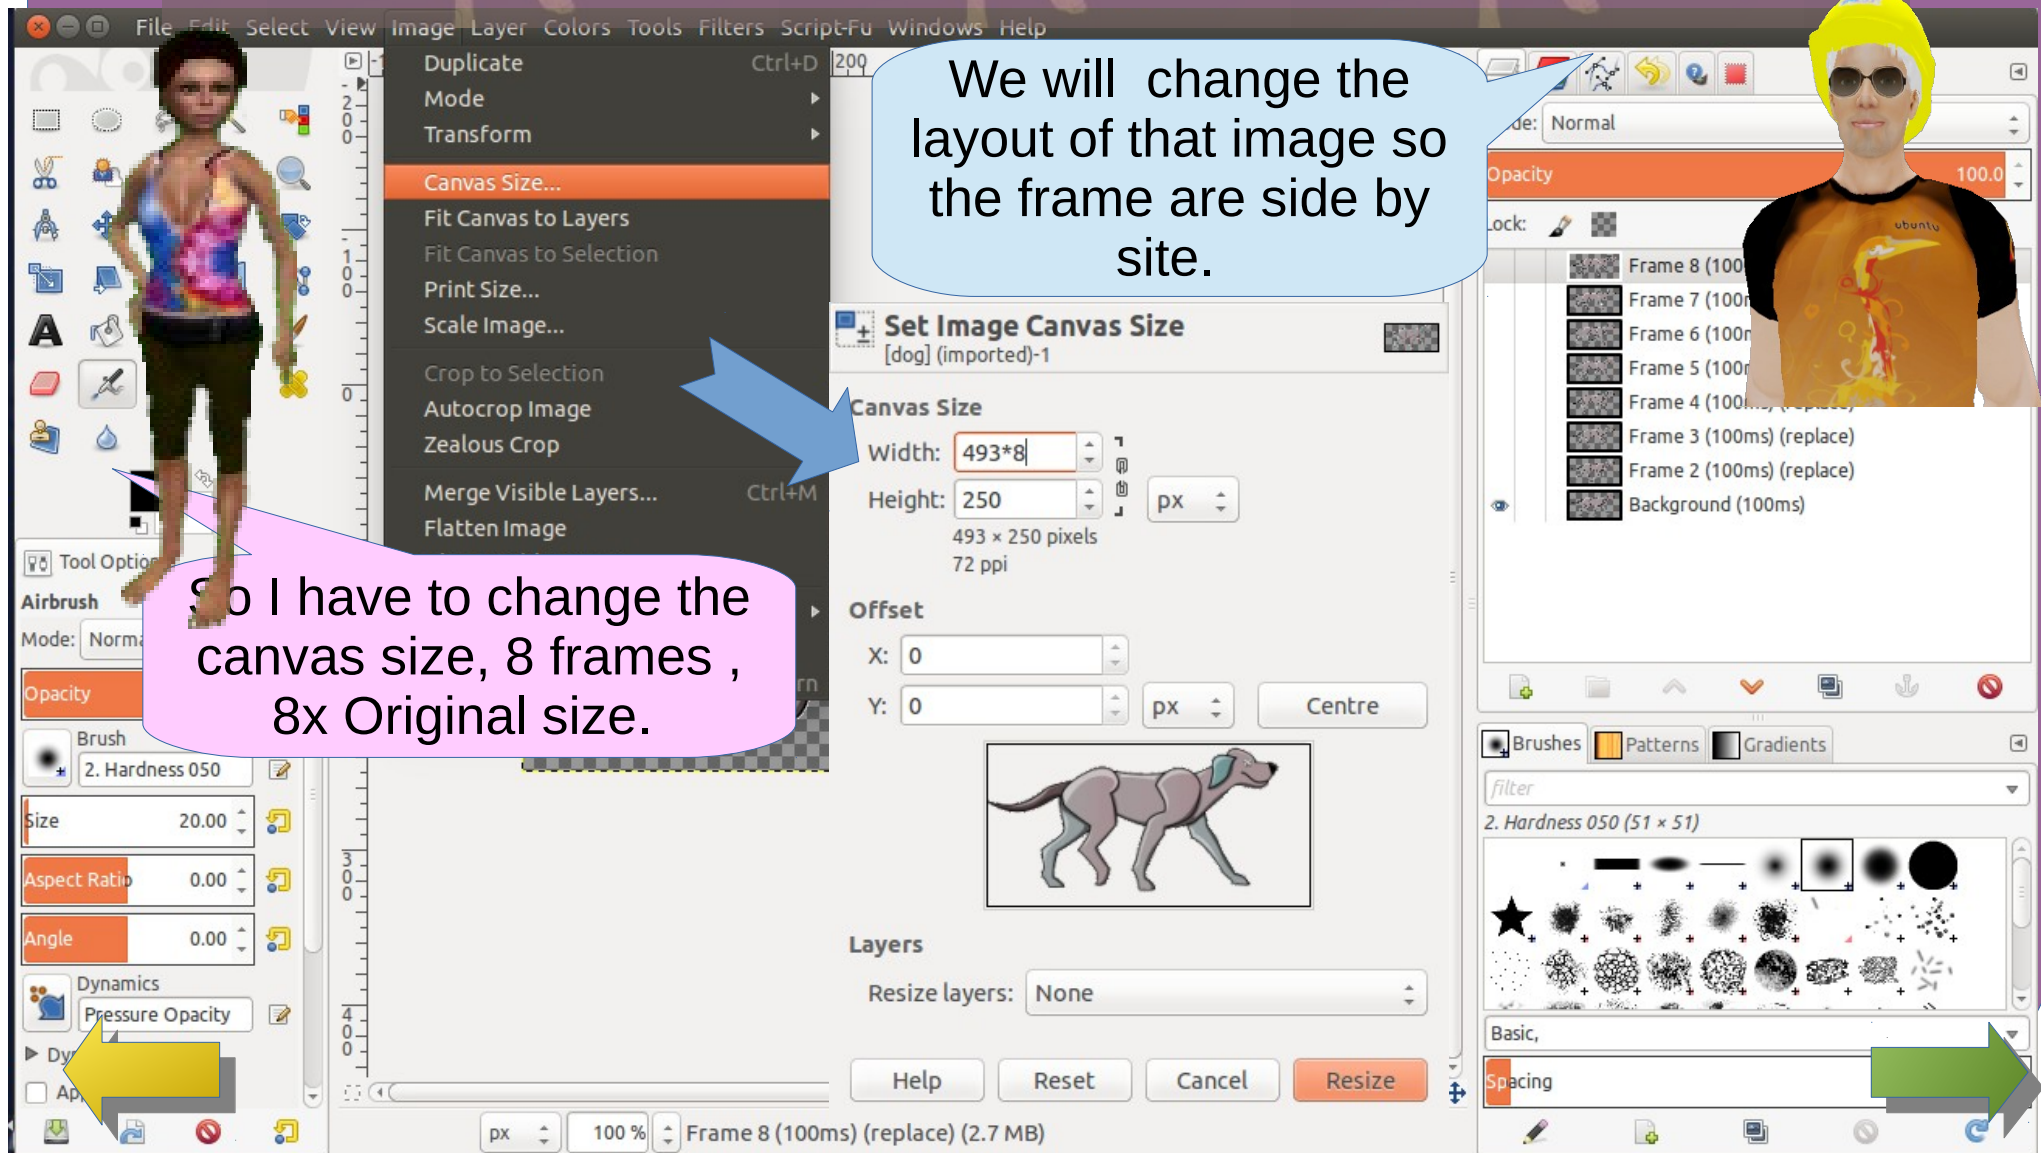 File Edit Select View Image Layer Colors Tools Filters Script-Fu Windows Help
Duplicate Ctrl+D
Mode
Transform
Canvas Size...
Fit Canvas to Layers
Fit Canvas to Selection
Print Size...
Scale Image...
Crop to Selection
Autocrop Image
Zealous Crop
Merge Visible Layers... Ctrl+M
Flatten Image
200
We will change the
layout of that image so
the frame are side by
site.
So I have to change the
canvas size, 8 frames ,
8x Original size.
Tool
Airbrush
Mode:
Opacity
Brush
2. Hardness 050
Size 20.00
Aspect Ratio 0.00
Angle 0.00
Dynamics
Pressure Opacity
Set Image Canvas Size
[dog] (imported)-1
Canvas Size
Width: 493*8
Height: 250 px
493 × 250 pixels
72 ppi
Offset
X: 0
Y: 0 px Centre
Layers
Resize layers: None
Help Reset Cancel Resize
px 100 % Frame 8 (100ms) (replace) (2.7 MB)
Normal
Opacity 100.0
Lock:
ubuntu
Frame 8 (100
Frame 7 (100
Frame 6 (100
Frame 5 (100
Frame 4 (100
Frame 3 (100ms) (replace)
Frame 2 (100ms) (replace)
Background (100ms)
Brushes Patterns Gradients
filter
2. Hardness 050 (51 × 51)
Basic,
Spacing